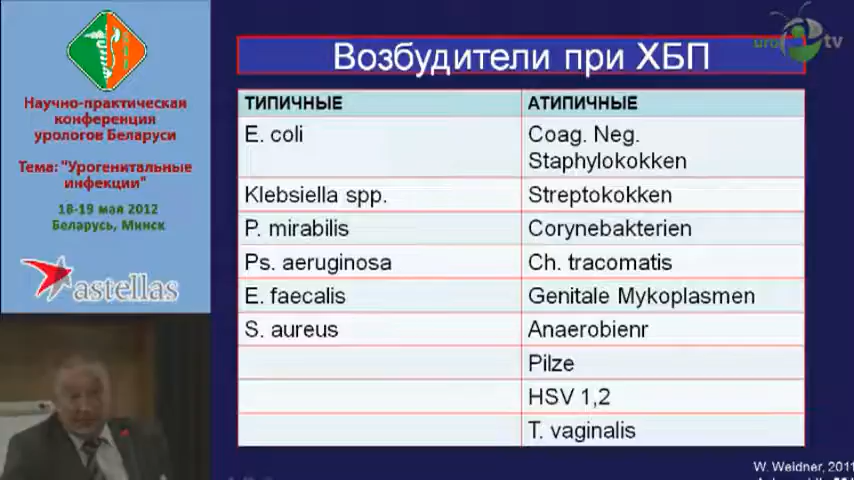 Научно-практическая
конференция
урологов Беларуси
Тема: "Урогенитальные
инфекции"
18-19 мая 2012
Беларусь, Минск
astellas
uro tv
Возбудители при ХБП
ТИПИЧНЫЕ
АТИПИЧНЫЕ
E. coli
Coag. Neg.
Staphylokokken
Klebsiella spp.
Streptokokken
P. mirabilis
Corynebakterien
Ps. aeruginosa
Ch. tracomatis
E. faecalis
Genitale Mykoplasmen
S. aureus
Anaerobienr
Pilze
HSV 1,2
T. vaginalis
W. Weidner, 2011